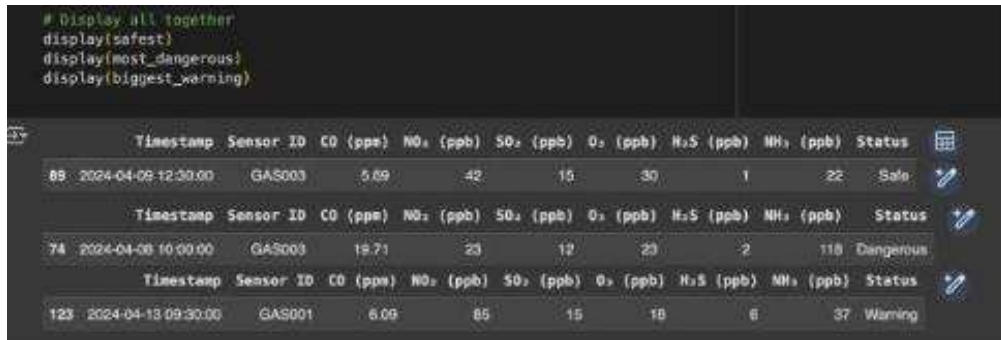 # Display all together
display(safest)
display(most_dangerous)
display(biggest_warning)
Timestamp Sensor ID CO (ppm) NO₂ (ppb) SO₂ (ppb) O₃ (ppb) H₂S (ppb) NH₃ (ppb) Status
89 2024-04-09 12:30:00 GAS003 5.69 42 15 30 1 22 Safe
Timestamp Sensor ID CO (ppm) NO₂ (ppb) SO₂ (ppb) O₃ (ppb) H₂S (ppb) NH₃ (ppb) Status
74 2024-04-08 10:00:00 GAS003 19.71 23 12 23 2 118 Dangerous
Timestamp Sensor ID CO (ppm) NO₂ (ppb) SO₂ (ppb) O₃ (ppb) H₂S (ppb) NH₃ (ppb) Status
123 2024-04-13 09:30:00 GAS001 6.09 85 15 18 6 37 Warning